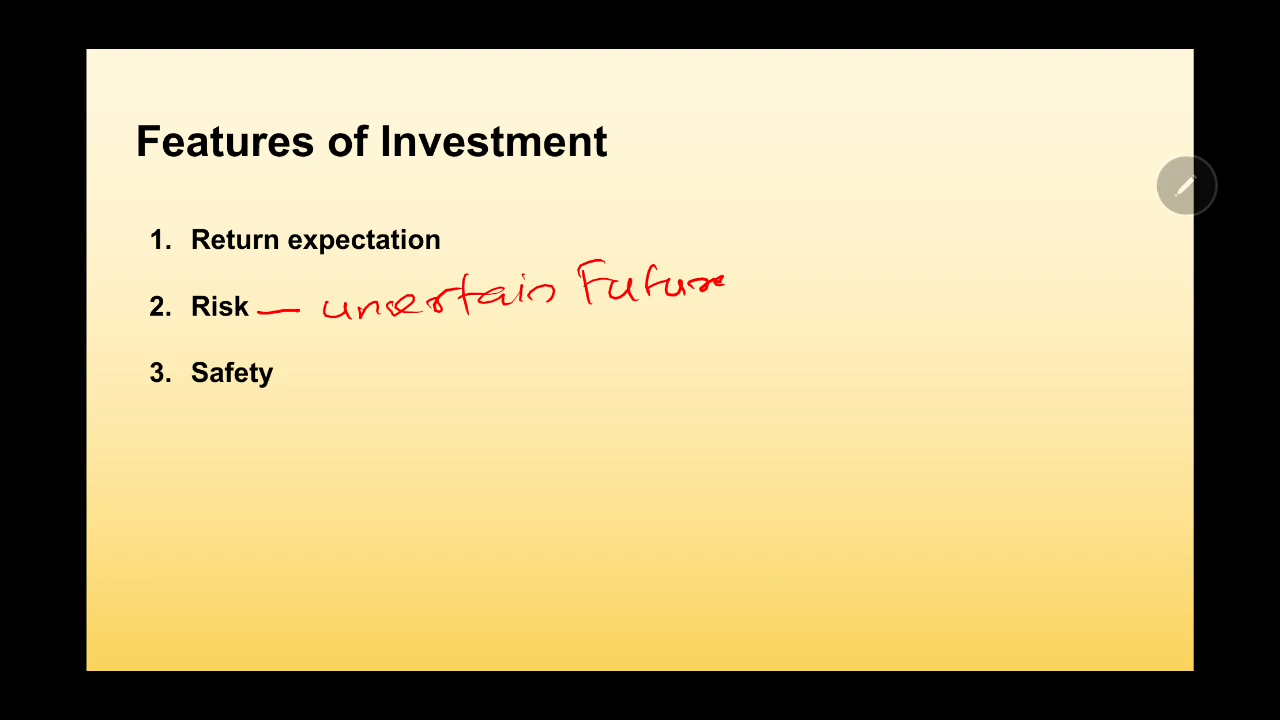 Features of Investment
1. Return expectation
2. Risk — uncertain Future
3. Safety